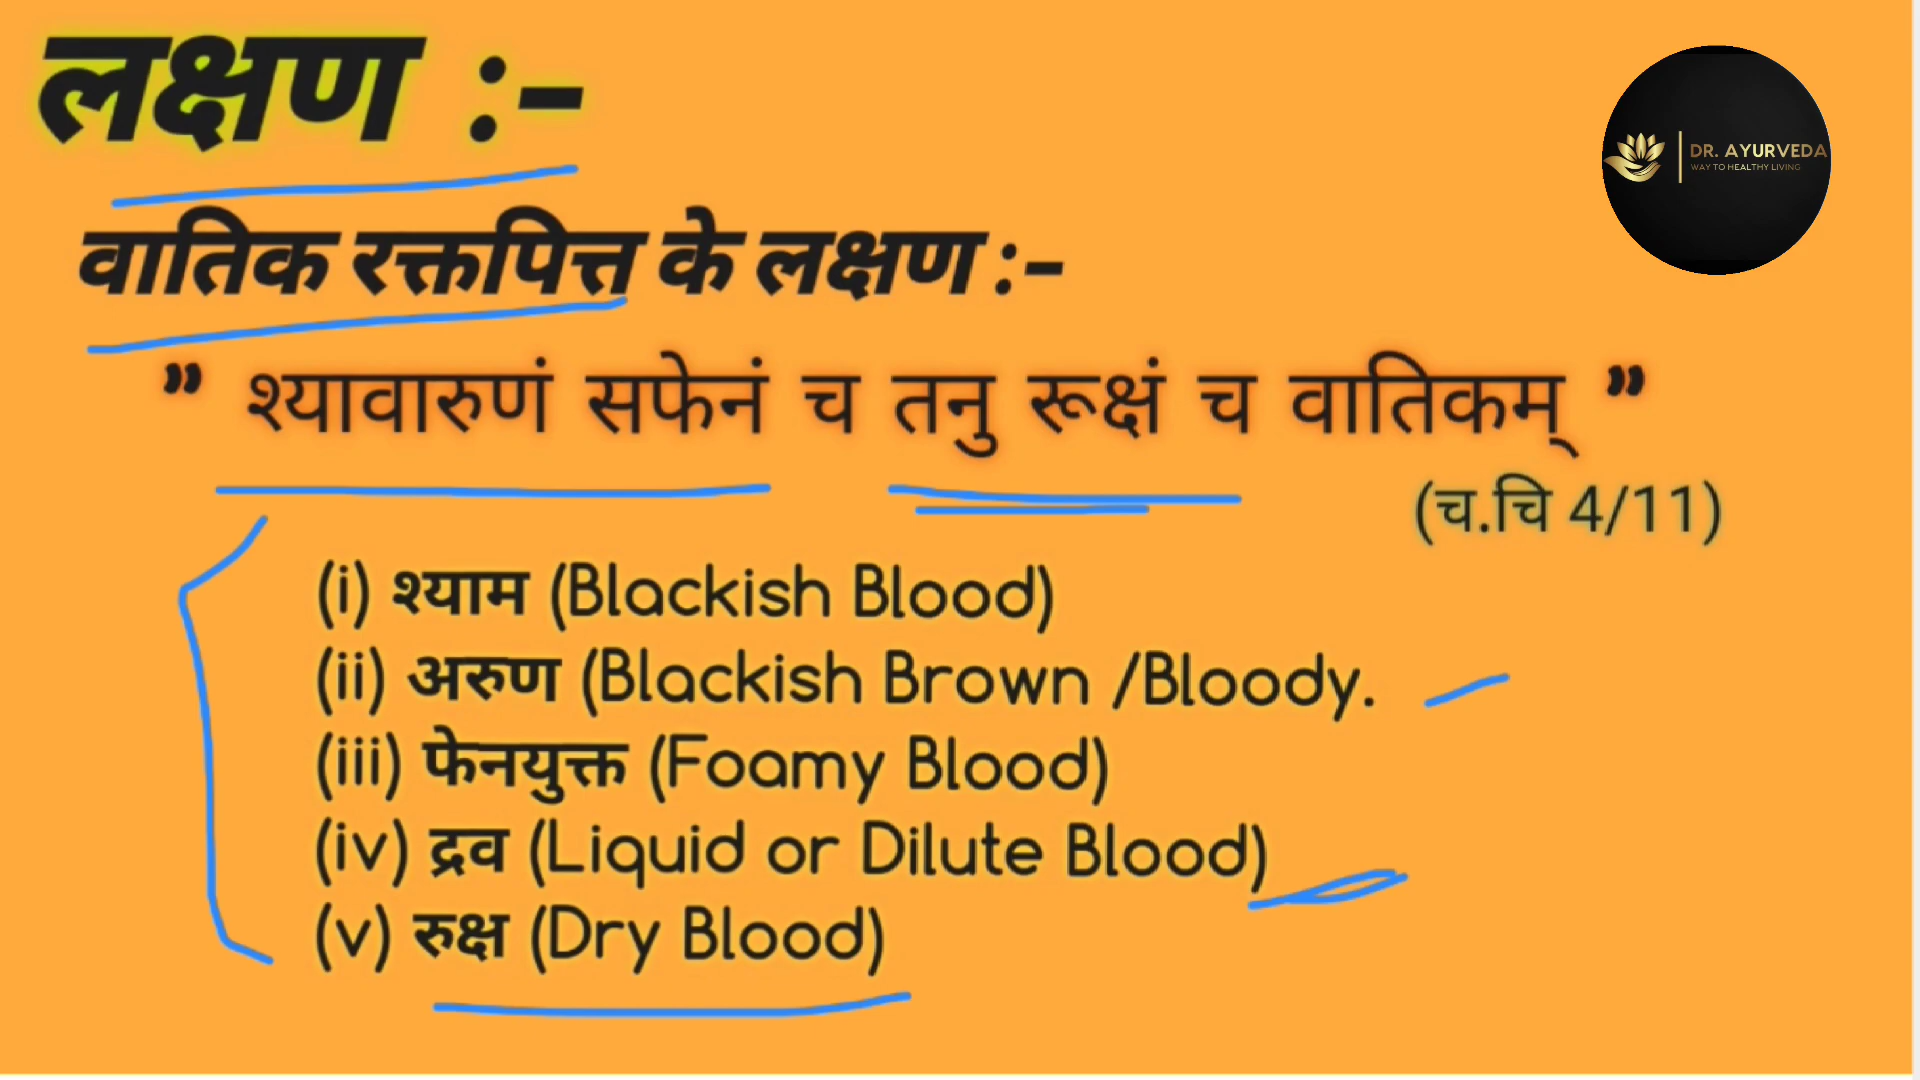 लक्षण :-
DR. AYURVEDA
WAY TO HEALTHY LIVING
वातिक रक्तपित्त के लक्षण :-
” श्यावारुणं सफेनं च तनु रूक्षं च वातिकम् ”
(च.चि 4/11)
(i) श्याम (Blackish Blood)
(ii) अरुण (Blackish Brown /Bloody.
(iii) फेनयुक्त (Foamy Blood)
(iv) द्रव (Liquid or Dilute Blood)
(v) रुक्ष (Dry Blood)